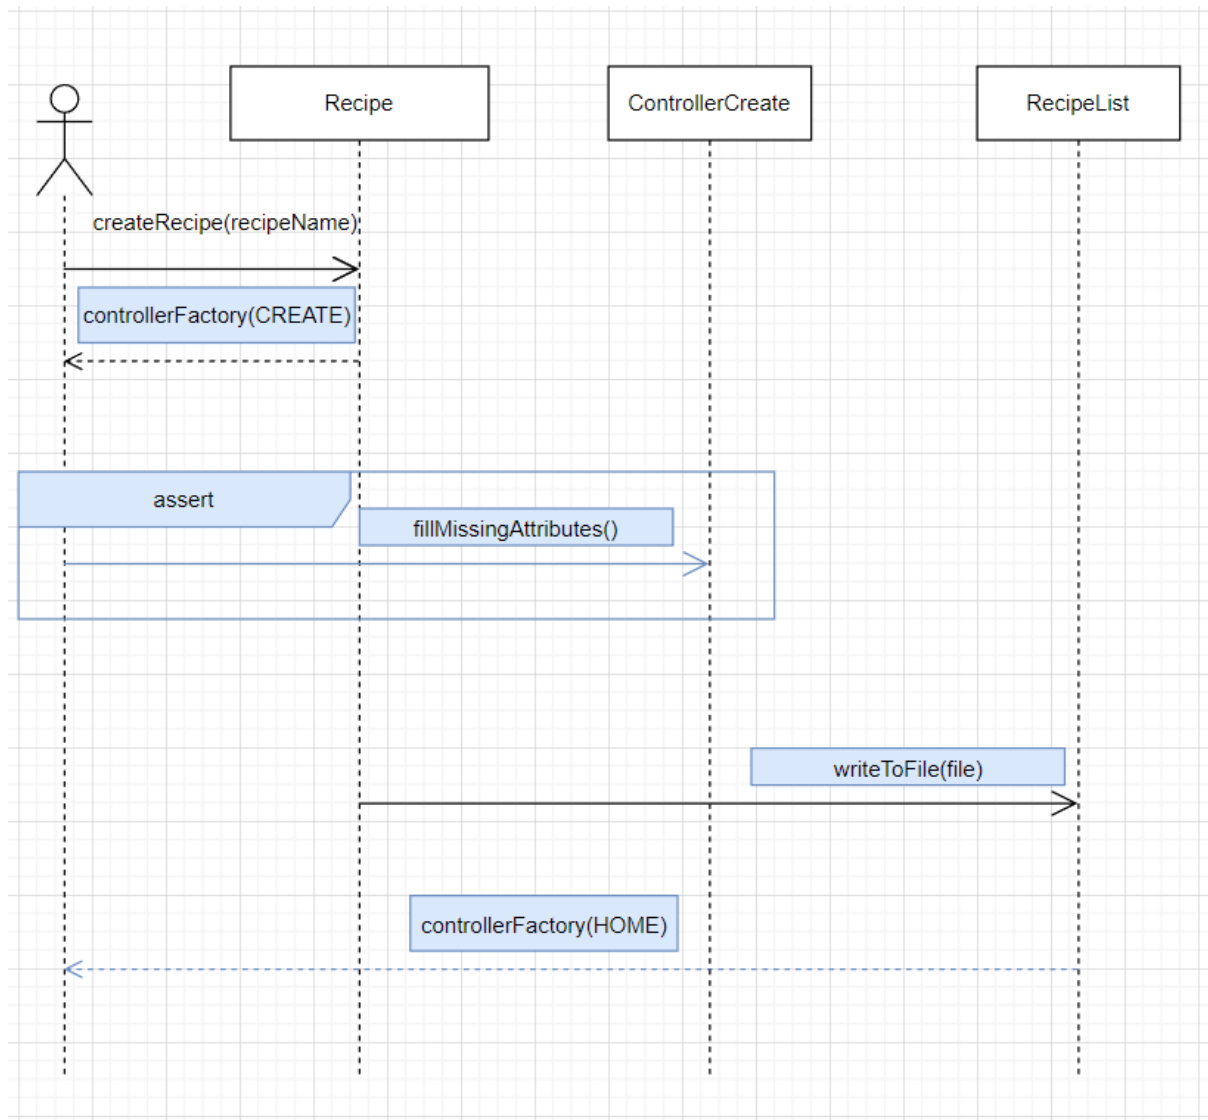 Recipe
ControllerCreate
RecipeList
createRecipe(recipeName)
controllerFactory(CREATE)
assert
fillMissingAttributes()
writeToFile(file)
controllerFactory(HOME)